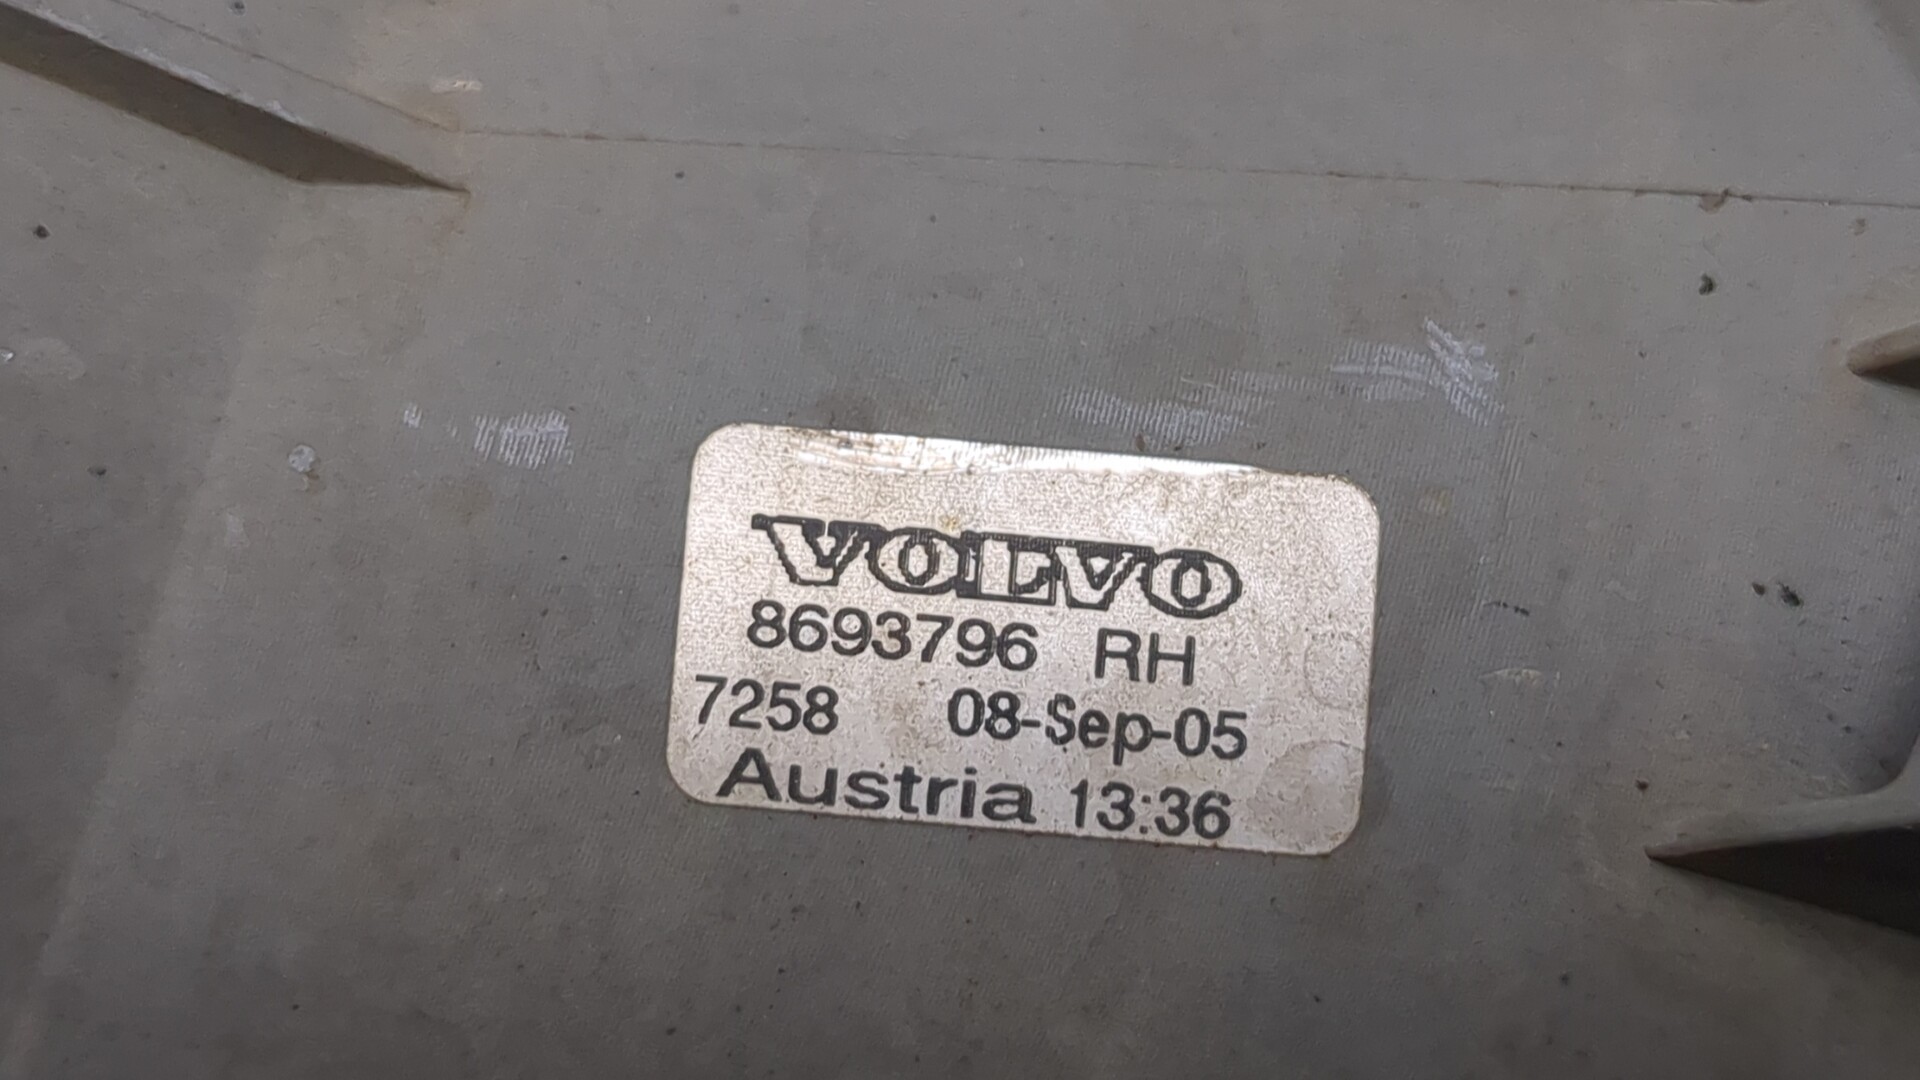 VOLVO
8693796 RH
7258 08-Sep-05
Austria 13:36